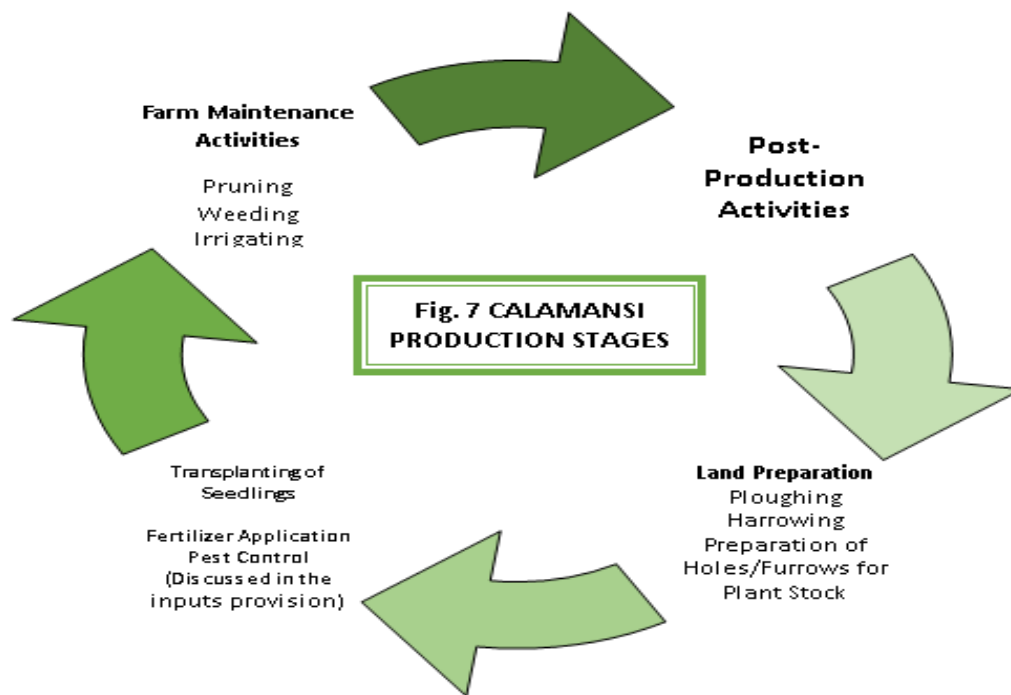 Farm Maintenance
Activities
Pruning
Weeding
Irrigating
Post-
Production
Activities
Fig. 7 CALAMANSI
PRODUCTION STAGES
Transplanting of
Seedlings
Fertilizer Application
Pest Control
(Discussed in the
inputs provision)
Land Preparation
Ploughing
Harrowing
Preparation of
Holes/Furrows for
Plant Stock